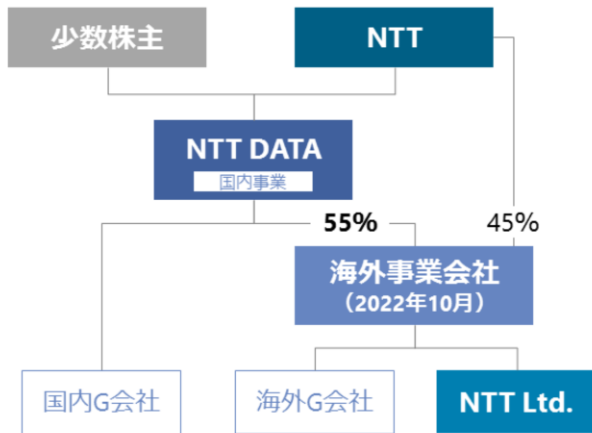 少数株主
NTT
NTT DATA
国内事業
55%
45%
海外事業会社
（2022年10月）
国内G会社
海外G会社
NTT Ltd.